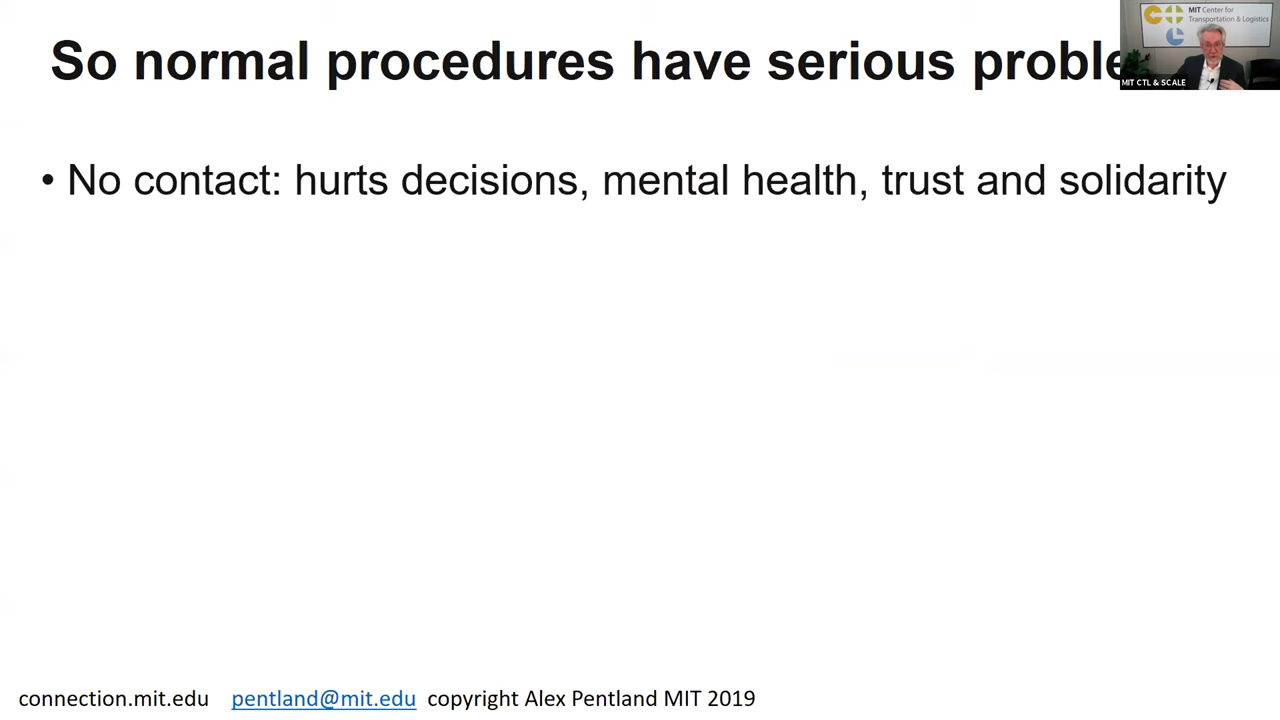 So normal procedures have serious proble
MIT Center for
Transportation & Logistics
MIT CTL & SCALE
• No contact: hurts decisions, mental health, trust and solidarity
connection.mit.edu pentland@mit.edu copyright Alex Pentland MIT 2019